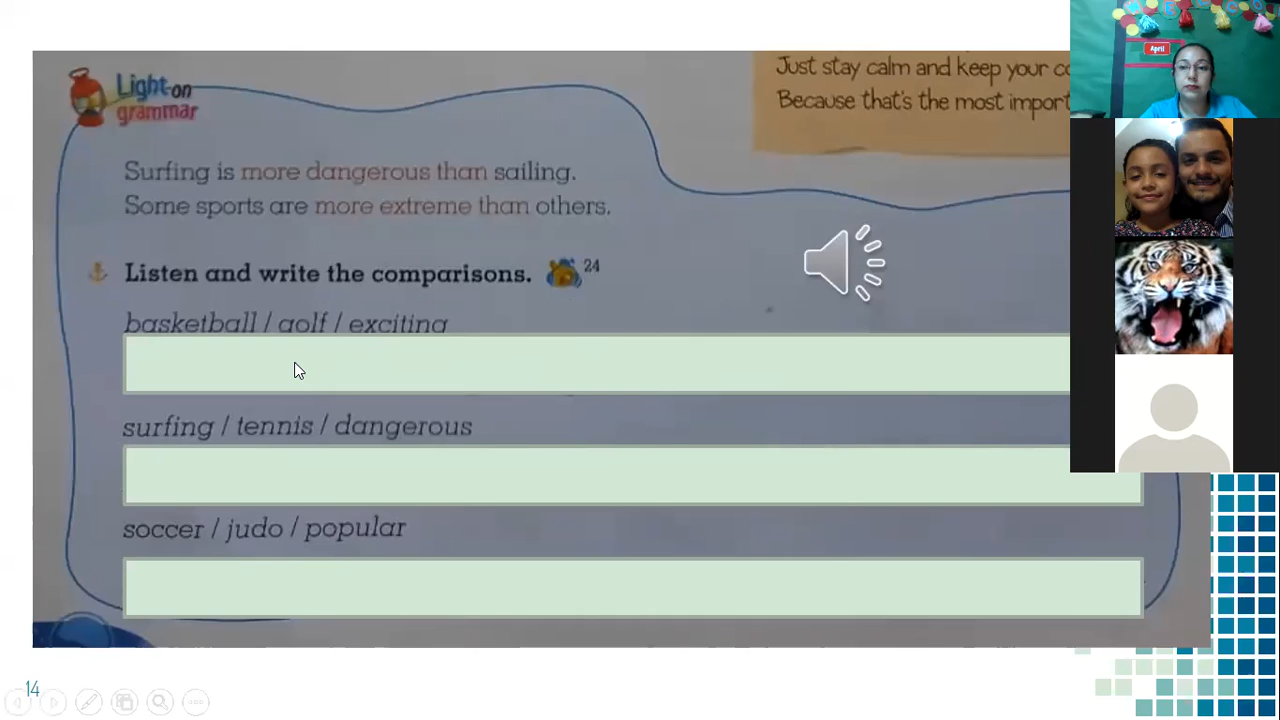 Light on
grammar
Just stay calm and keep your
Because that's the most
Surfing is more dangerous than sailing.
Some sports are more extreme than others.
Listen and write the comparisons. 24
basketball / golf / exciting
surfing / tennis / dangerous
soccer / judo / popular
April
14